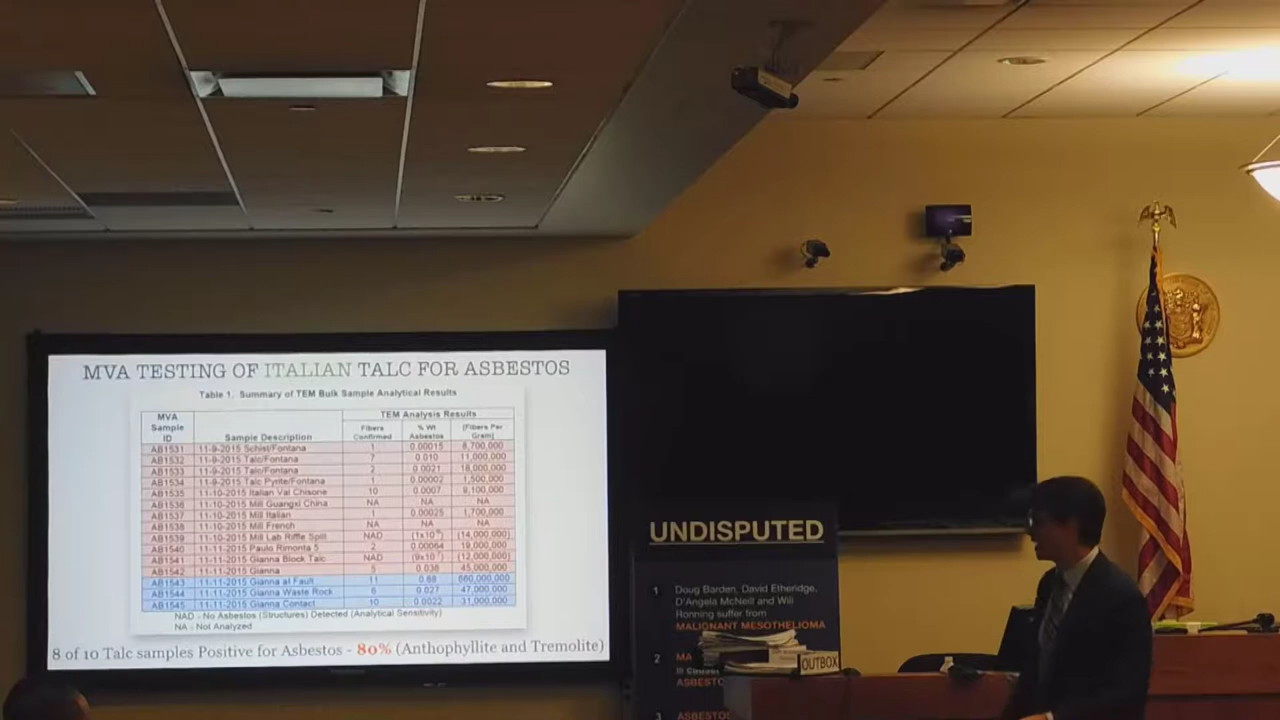 MVA TESTING OF ITALIAN TALC FOR ASBESTOS
Table 1. Summary of TEM Bulk Sample Analytical Results
MVA Sample ID Sample Description TEM Analysis Results
Fibers Confirmed % Wt Asbestos (Fibers Per Gram)
AB1531 11-9-2015 Schist/Fontana 1 0.00015 8,700,000
AB1532 11-9-2015 Talc/Fontana 7 0.010 11,000,000
AB1533 11-9-2015 Talc/Fontana 2 0.0021 18,000,000
AB1534 11-9-2015 Talc Pyrite/Fontana 1 0.00002 1,500,000
AB1535 11-10-2015 Italian Val Chisone 10 0.0007 9,100,000
AB1536 11-10-2015 Mill Guangxi China NA NA NA
AB1537 11-10-2015 Mill Italian 1 0.00025 1,700,000
AB1538 11-10-2015 Mill French NA NA NA
AB1539 11-10-2015 Mill Lab Riffle Split NAD (14,000,000)
AB1540 11-11-2015 Paulo Rimonta 5 2 0.00064 19,000,000
AB1541 11-11-2015 Gianna Block Talc NAD (12,000,000)
AB1542 11-11-2015 Gianna 5 0.036 45,000,000
AB1543 11-11-2015 Gianna at Fault 11 0.68 660,000,000
AB1544 11-11-2015 Gianna Waste Rock 6 0.027 47,000,000
AB1545 11-11-2015 Gianna Contact 10 0.0022 31,000,000
NAD - No Asbestos (Structures) Detected (Analytical Sensitivity)
NA - Not Analyzed
8 of 10 Talc samples Positive for Asbestos - 80% (Anthophyllite and Tremolite)
UNDISPUTED
1 Doug Barden, David Etheridge,
D'Angela McNeill and Will
Ronning suffer from
MALIGNANT MESOTHELIOMA
2 MA
ASBESTO
3 ASBESTO
OUTBOX